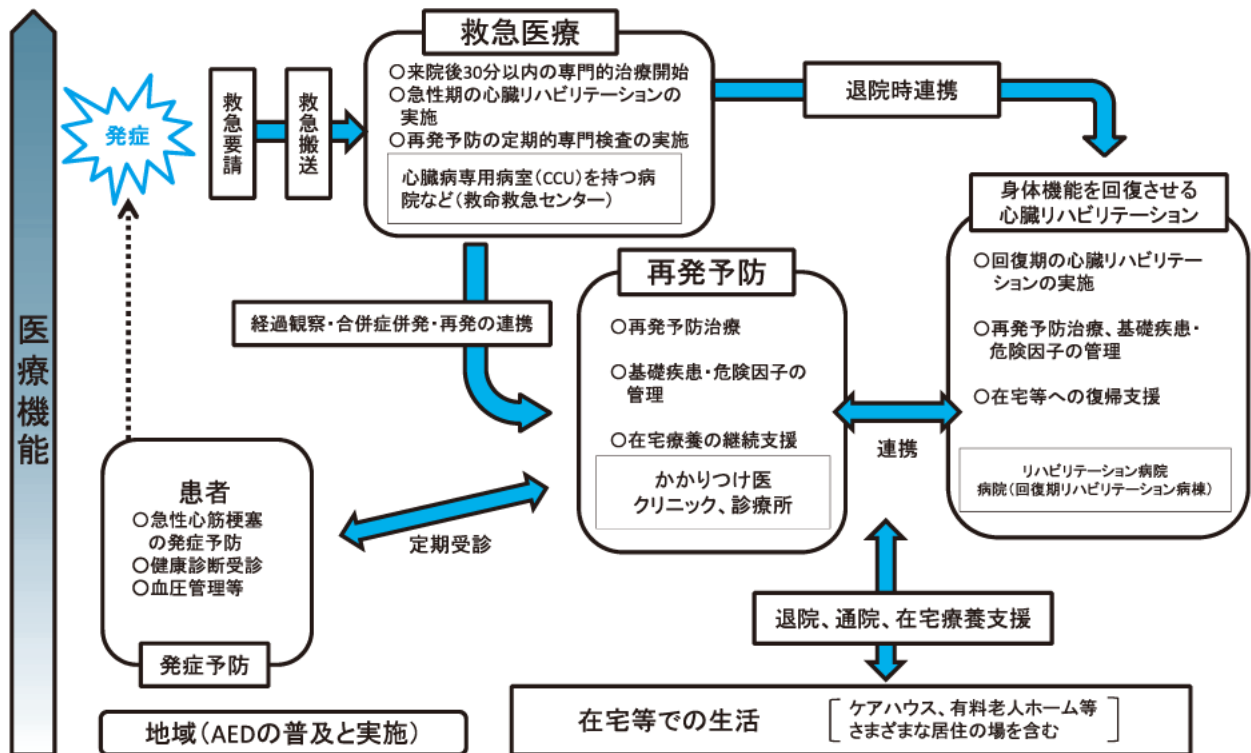 医療機能
発症
救急要請
救急搬送
救急医療
○来院後30分以内の専門的治療開始
○急性期の心臓リハビリテーションの
実施
○再発予防の定期的専門検査の実施
心臓病専用病室(CCU)を持つ病
院など(救命救急センター)
退院時連携
身体機能を回復させる
心臓リハビリテーション
○回復期の心臓リハビリテー
ションの実施
○再発予防治療、基礎疾患・
危険因子の管理
○在宅等への復帰支援
リハビリテーション病院
病院(回復期リハビリテーション病棟)
経過観察・合併症併発・再発の連携
再発予防
○再発予防治療
○基礎疾患・危険因子の
管理
○在宅療養の継続支援
かかりつけ医
クリニック、診療所
連携
患者
○急性心筋梗塞
の発症予防
○健康診断受診
○血圧管理等
発症予防
定期受診
退院、通院、在宅療養支援
地域(AEDの普及と実施)
在宅等での生活
ケアハウス、有料老人ホーム等
さまざまな居住の場を含む